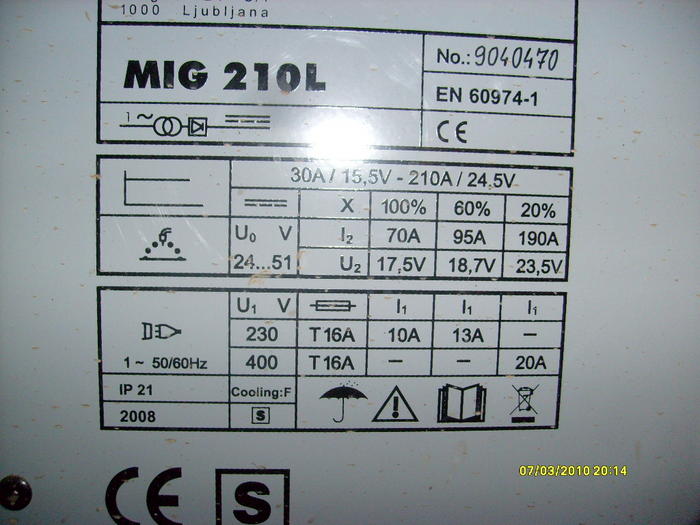 1000 Ljubljana
MIG 210L
No.: 9040470
EN 60974-1
CE
1 ~
30A / 15,5V - 210A / 24,5V
X 100% 60% 20%
U0 V I2 70A 95A 190A
24...51 U2 17,5V 18,7V 23,5V
U1 V I1 I1 I1
230 T16A 10A 13A –
1 ~ 50/60Hz 400 T16A – – 20A
IP 21 Cooling:F
2008 S
CE S
07/03/2010 20:14